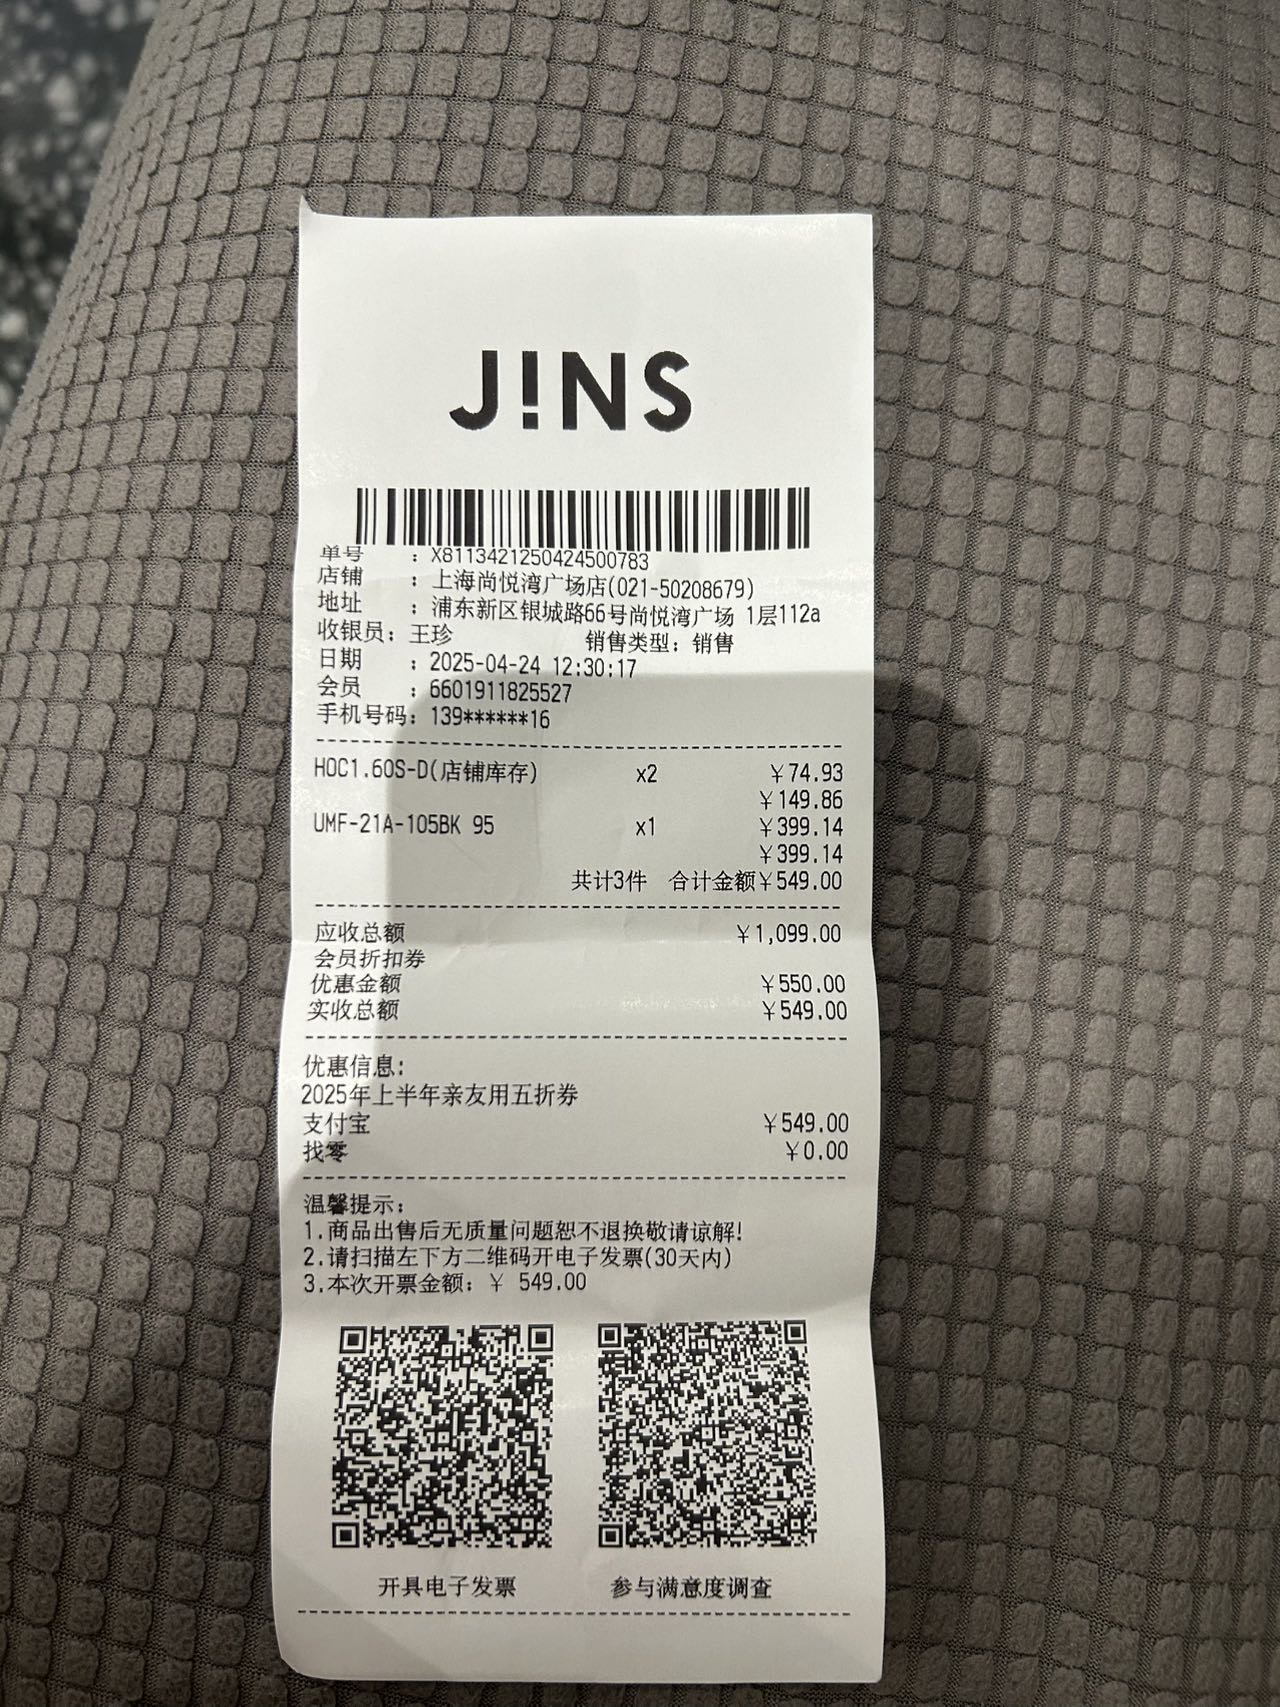 J!NS
单号 : X8113421250424500783
店铺 : 上海尚悦湾广场店(021-50208679)
地址 : 浦东新区银城路66号尚悦湾广场 1层112a
收银员: 王珍 销售类型: 销售
日期 : 2025-04-24 12:30:17
会员 : 6601911825527
手机号码: 139******16
HOC1.60S-D(店铺库存) x2 ¥74.93
¥149.86
UMF-21A-105BK 95 x1 ¥399.14
¥399.14
共计3件 合计金额¥549.00
应收总额 ¥1,099.00
会员折扣券
优惠金额 ¥550.00
实收总额 ¥549.00
优惠信息:
2025年上半年亲友用五折券
支付宝 ¥549.00
找零 ¥0.00
温馨提示:
1.商品出售后无质量问题恕不退换敬请谅解!
2.请扫描左下方二维码开电子发票(30天内)
3.本次开票金额: ¥ 549.00
开具电子发票 参与满意度调查